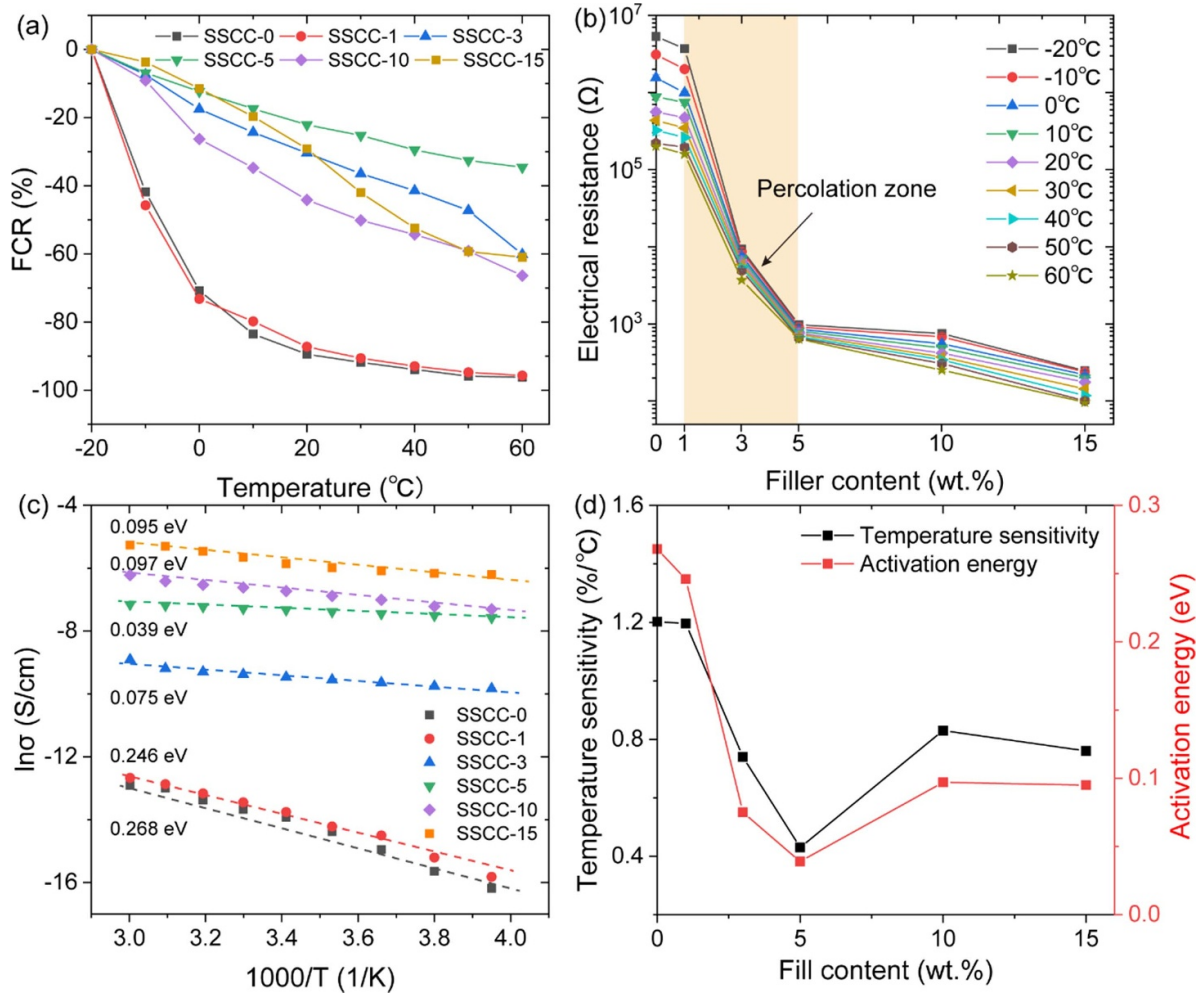 (a)
SSCC-0 SSCC-1 SSCC-3
SSCC-5 SSCC-10 SSCC-15
0
-20
-40
-60
-80
-100
FCR (%)
-20 0 20 40 60
Temperature (℃)
(b)
10⁷
10⁵
10³
Electrical resistance (Ω)
Percolation zone
-20℃
-10℃
0℃
10℃
20℃
30℃
40℃
50℃
60℃
0 1 3 5 10 15
Filler content (wt.%)
(c)
-4
-8
-12
-16
lnσ (S/cm)
0.095 eV
0.097 eV
0.039 eV
0.075 eV
0.246 eV
0.268 eV
SSCC-0
SSCC-1
SSCC-3
SSCC-5
SSCC-10
SSCC-15
3.0 3.2 3.4 3.6 3.8 4.0
1000/T (1/K)
(d)
1.6
1.2
0.8
0.4
Temperature sensitivity (%/℃)
Temperature sensitivity
Activation energy
0.3
0.2
0.1
0.0
Activation energy (eV)
0 5 10 15
Fill content (wt.%)